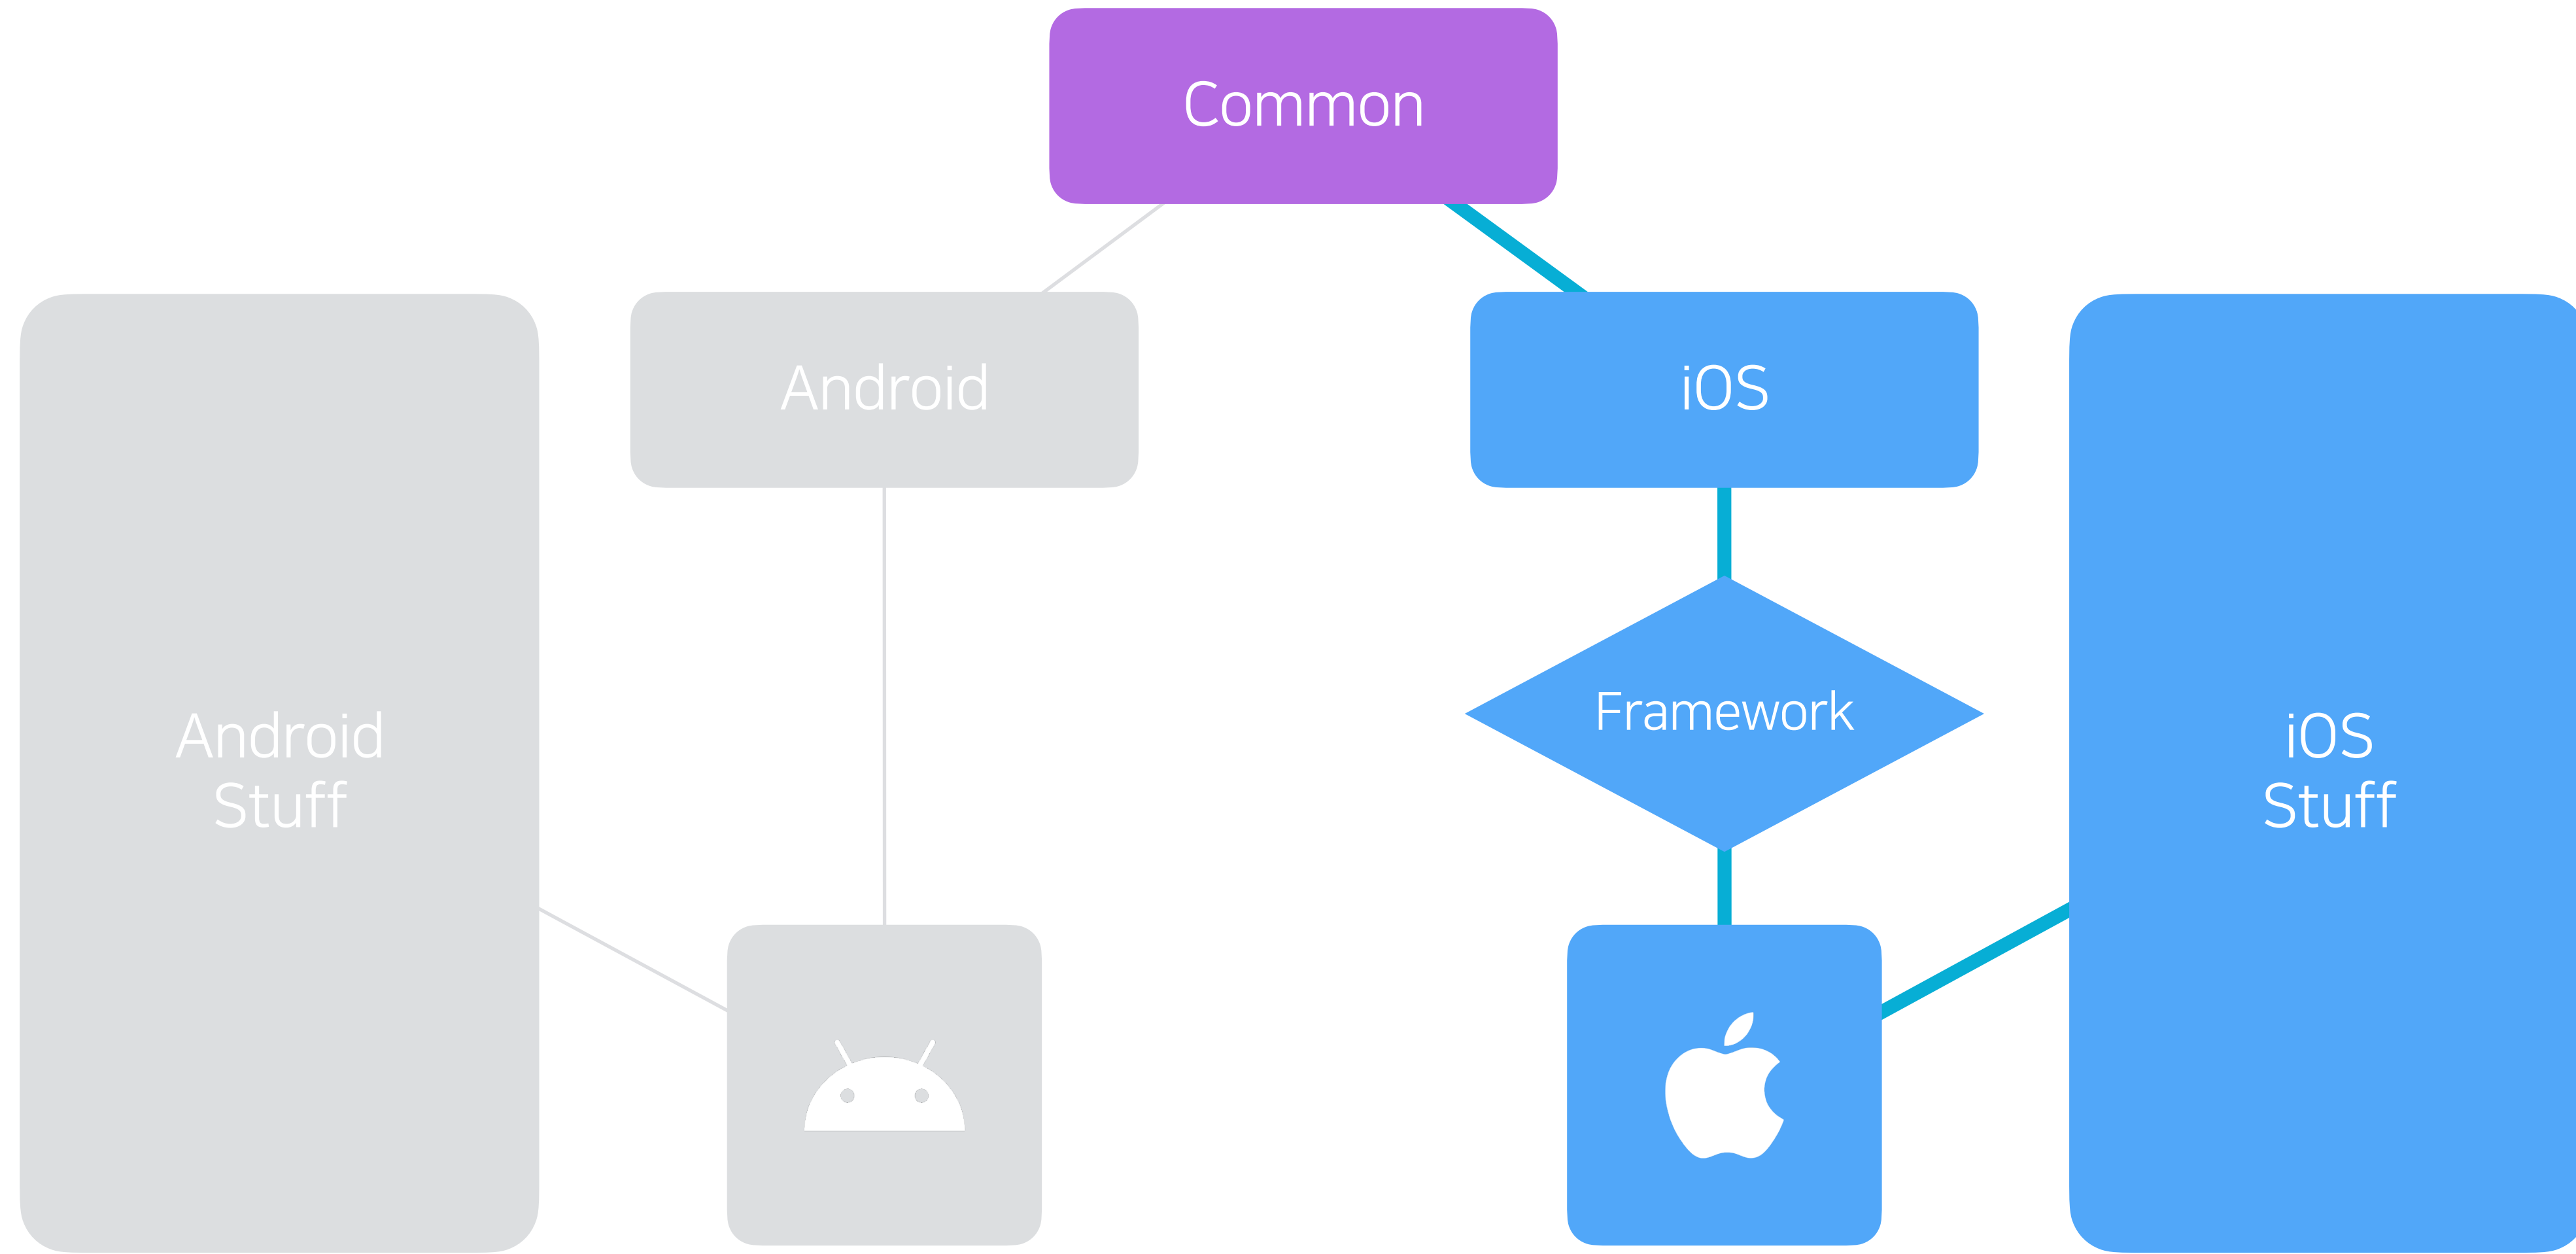 Common
Android
iOS
Android
Stuff
Framework
iOS
Stuff